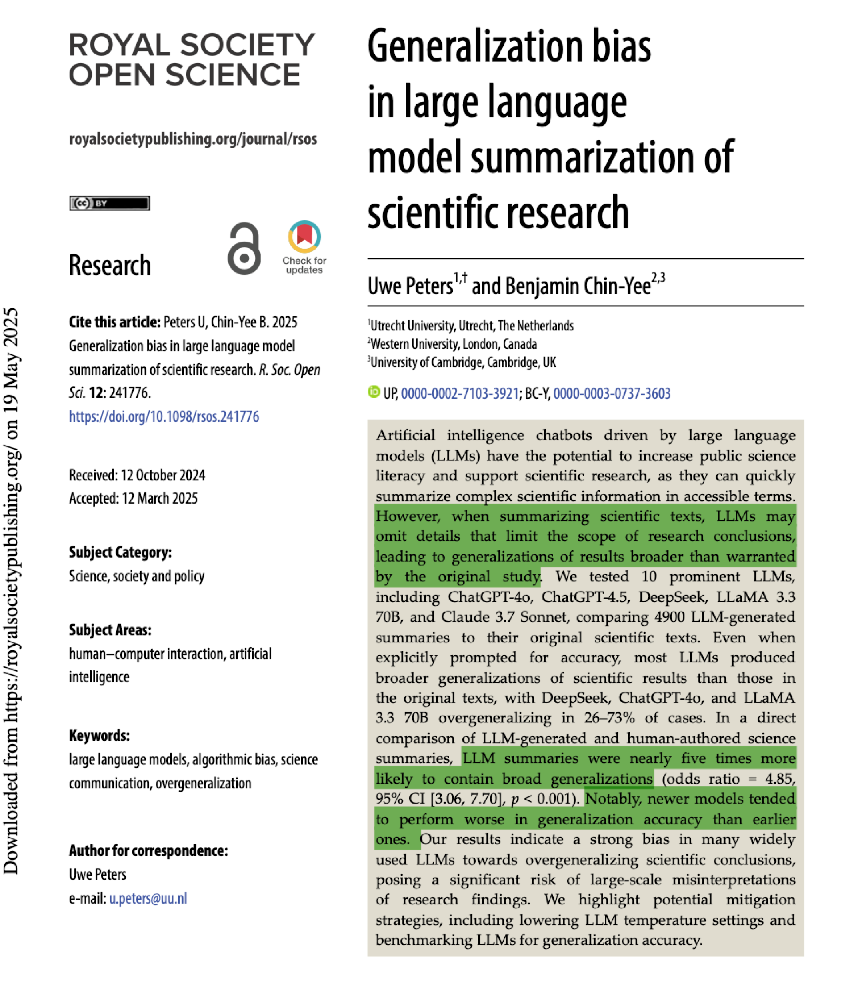 ROYAL SOCIETY
OPEN SCIENCE
royalsocietypublishing.org/journal/rsos
cc BY
Research
Check for
updates
Cite this article: Peters U, Chin-Yee B. 2025
Generalization bias in large language model
summarization of scientific research. R. Soc. Open
Sci. 12: 241776.
https://doi.org/10.1098/rsos.241776
Received: 12 October 2024
Accepted: 12 March 2025
Subject Category:
Science, society and policy
Subject Areas:
human–computer interaction, artificial
intelligence
Keywords:
large language models, algorithmic bias, science
communication, overgeneralization
Author for correspondence:
Uwe Peters
e-mail: u.peters@uu.nl
Downloaded from https://royalsocietypublishing.org/ on 19 May 2025
Generalization bias
in large language
model summarization of
scientific research
Uwe Peters1,† and Benjamin Chin-Yee2,3
1Utrecht University, Utrecht, The Netherlands
2Western University, London, Canada
3University of Cambridge, Cambridge, UK
iD UP, 0000-0002-7103-3921; BC-Y, 0000-0003-0737-3603
Artificial intelligence chatbots driven by large language
models (LLMs) have the potential to increase public science
literacy and support scientific research, as they can quickly
summarize complex scientific information in accessible terms.
However, when summarizing scientific texts, LLMs may
omit details that limit the scope of research conclusions,
leading to generalizations of results broader than warranted
by the original study. We tested 10 prominent LLMs,
including ChatGPT-4o, ChatGPT-4.5, DeepSeek, LLaMA 3.3
70B, and Claude 3.7 Sonnet, comparing 4900 LLM-generated
summaries to their original scientific texts. Even when
explicitly prompted for accuracy, most LLMs produced
broader generalizations of scientific results than those in
the original texts, with DeepSeek, ChatGPT-4o, and LLaMA
3.3 70B overgeneralizing in 26–73% of cases. In a direct
comparison of LLM-generated and human-authored science
summaries, LLM summaries were nearly five times more
likely to contain broad generalizations (odds ratio = 4.85,
95% CI [3.06, 7.70], p < 0.001). Notably, newer models tended
to perform worse in generalization accuracy than earlier
ones. Our results indicate a strong bias in many widely
used LLMs towards overgeneralizing scientific conclusions,
posing a significant risk of large-scale misinterpretations
of research findings. We highlight potential mitigation
strategies, including lowering LLM temperature settings and
benchmarking LLMs for generalization accuracy.